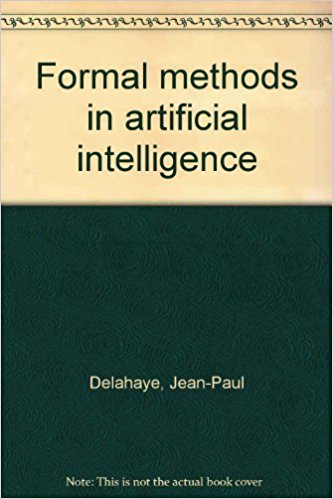 Formal methods
in artificial
intelligence
Delahaye, Jean-Paul
Note: This is not the actual book cover